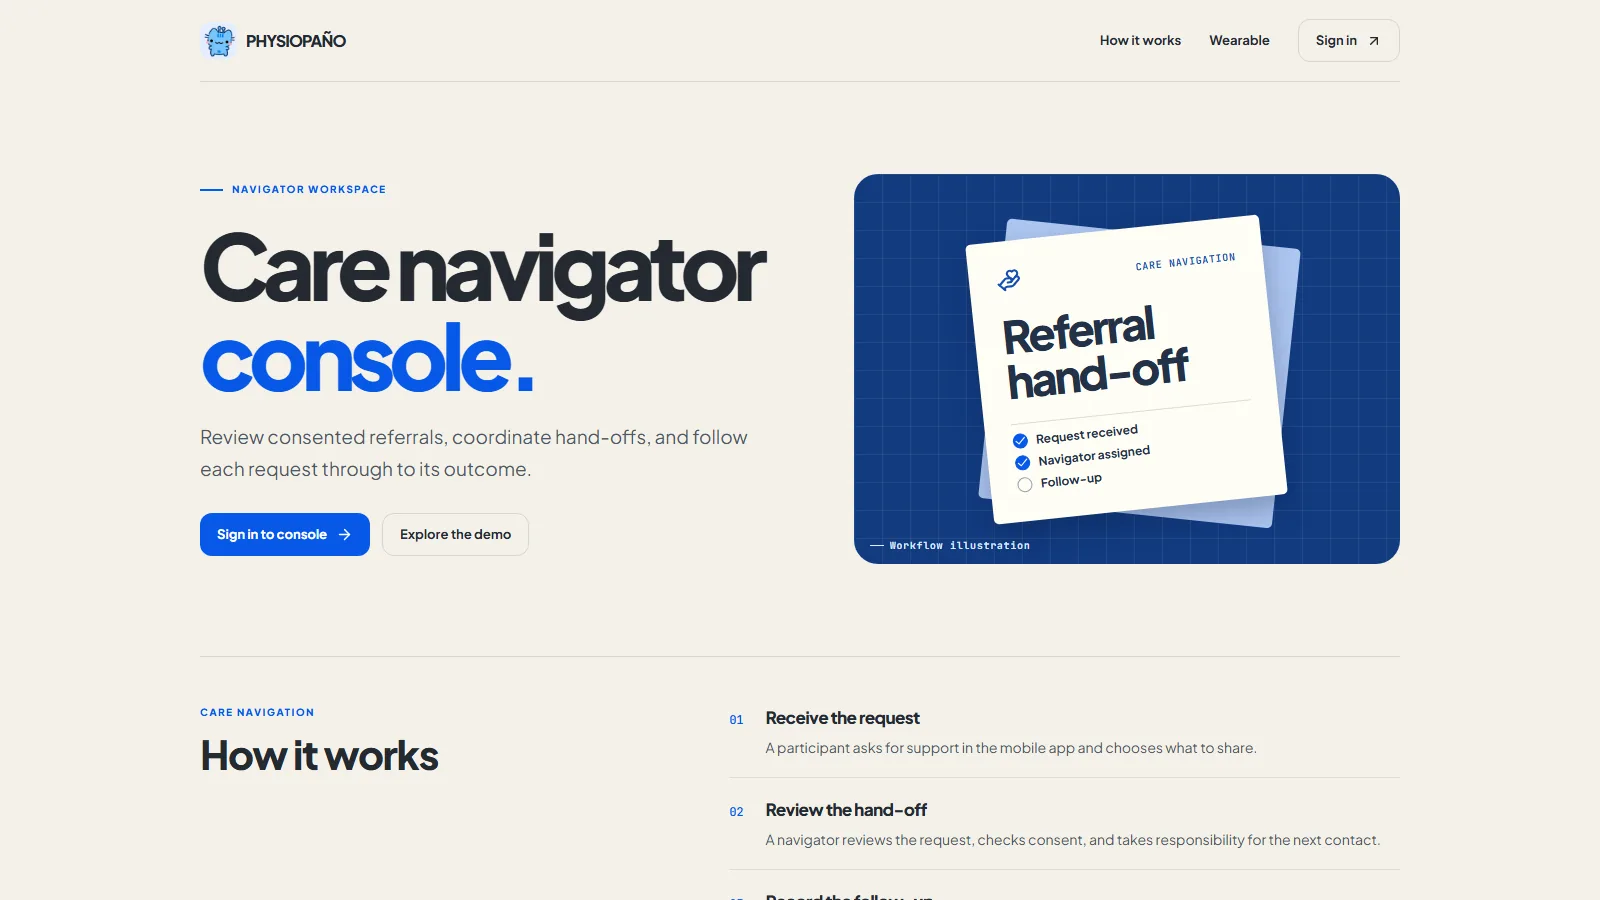 PHYSIOPAÑO
How it works
Wearable
Sign in
NAVIGATOR WORKSPACE
Care navigator
console.
Review consented referrals, coordinate hand-offs, and follow
each request through to its outcome.
Sign in to console
Explore the demo
CARE NAVIGATION
Referral
hand-off
Request received
Navigator assigned
Follow-up
Workflow illustration
CARE NAVIGATION
How it works
01
Receive the request
A participant asks for support in the mobile app and chooses what to share.
02
Review the hand-off
A navigator reviews the request, checks consent, and takes responsibility for the next contact.
Record the follow-up